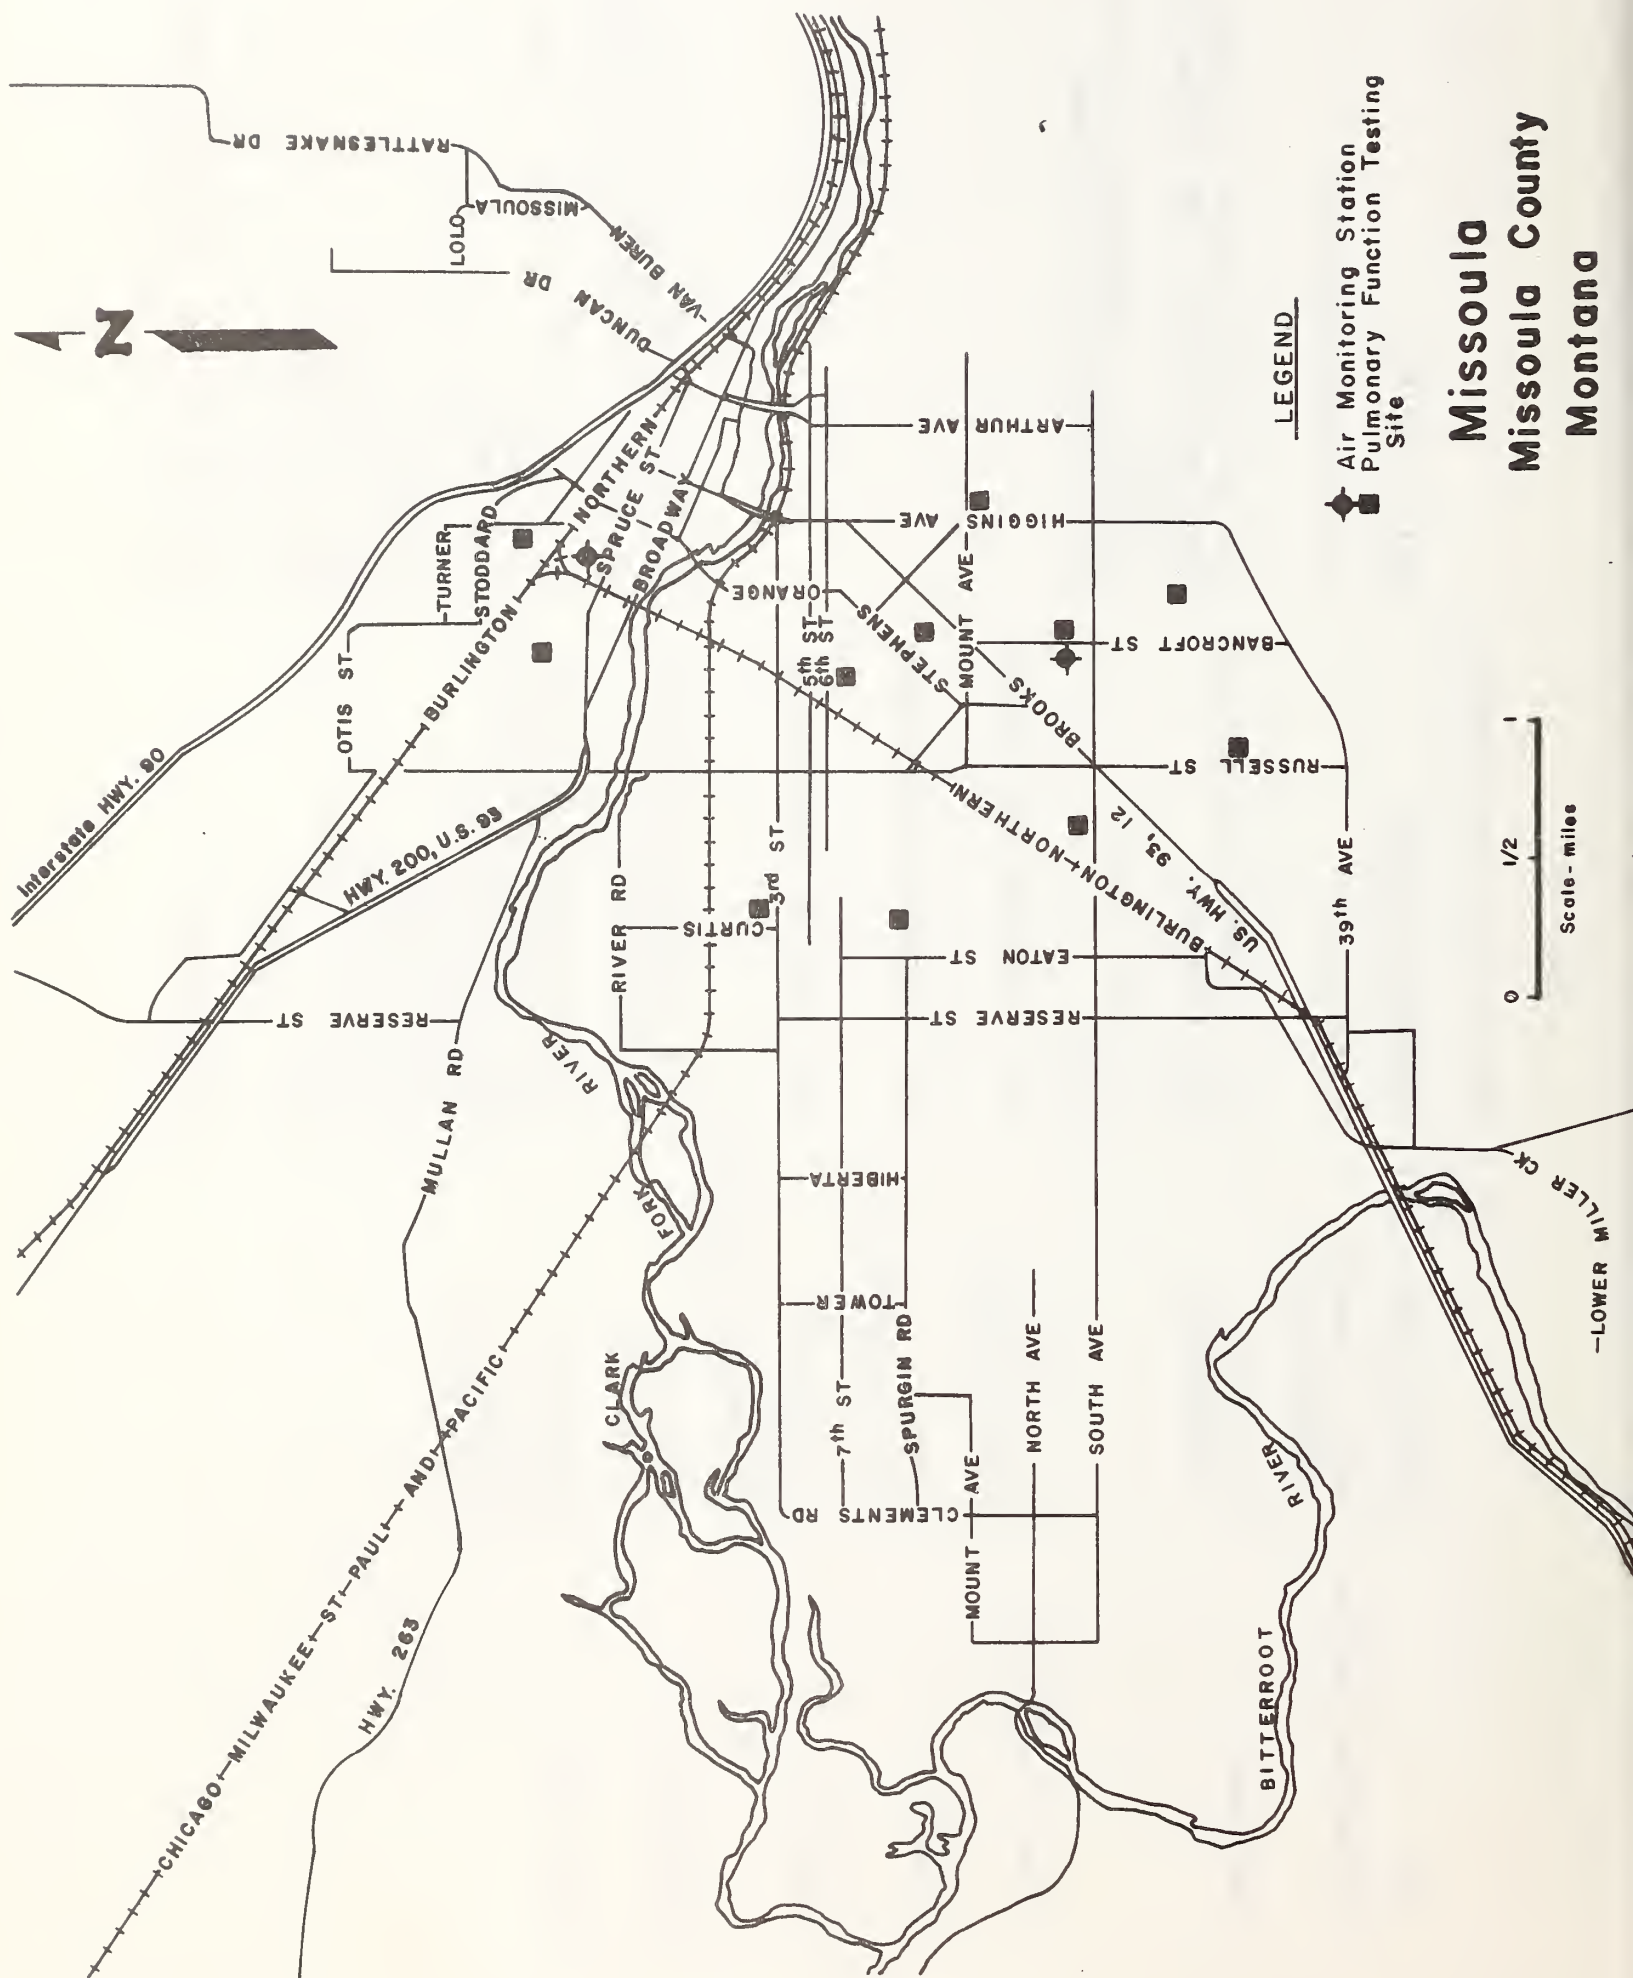 N
RATTLESNAKE DR
LOLO
MISSOULA
VAN BUREN
DUNCAN DR
Interstate HWY. 90
OTIS ST
TURNER
STODDARD
BURLINGTON
NORTHERN
SPRUCE ST
BROADWAY
HWY. 200, U.S. 93
RESERVE ST
MULLAN RD
HWY. 263
CHICAGO
MILWAUKEE
ST
PAUL
AND
PACIFIC
CLARK
FORK
RIVER
RIVER RD
RIVER RD
CURTIS
3rd ST
5th ST
6th ST
ORANGE
STEPHENS
MOUNT AVE
BROOKS
ARTHUR AVE
HIGGINS AVE
BANCROFT ST
RUSSELL ST
BURLINGTON
NORTHERN
US. HWY. 93, 12
EATON ST
RESERVE ST
39th AVE
HIBERTA
TOWER
7th ST
SPURGIN RD
CLEMENTS RD
MOUNT AVE
MOUNT AVE
NORTH AVE
SOUTH AVE
BITTERROOT
RIVER
LOWER MILLER CK
LEGEND
Air Monitoring Station
Pulmonary Function Testing
Site
Missoula
Missoula County
Montana
0 1/2 1
Scale - miles